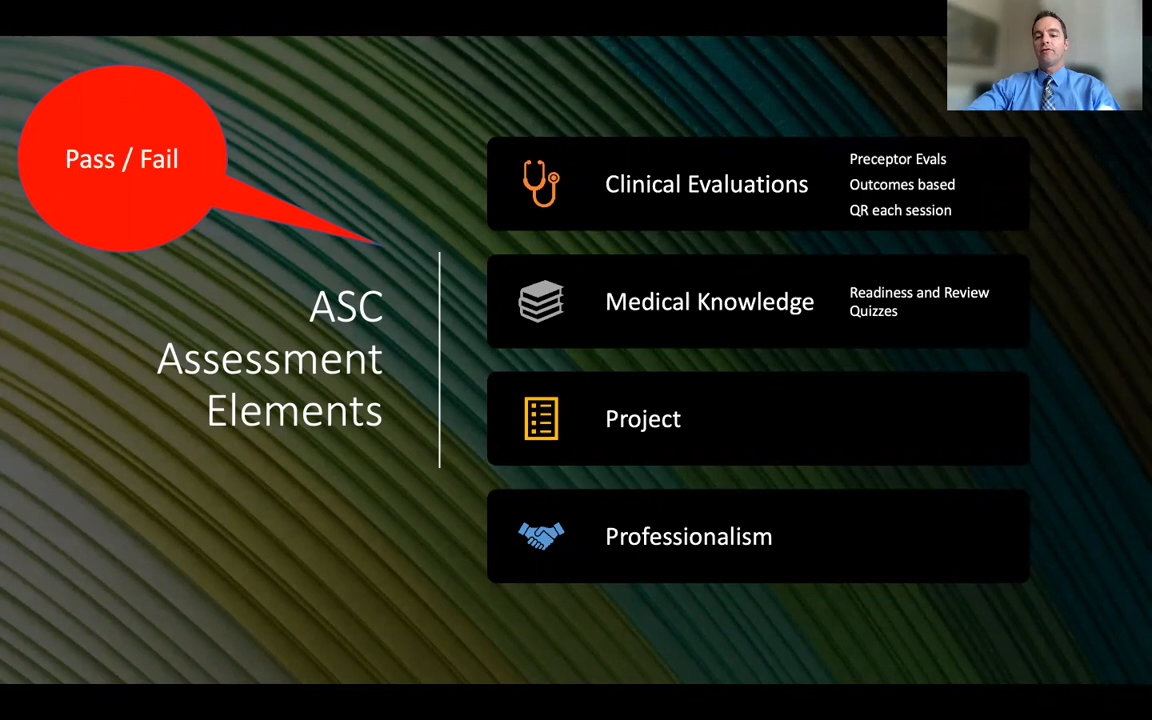 Pass / Fail
ASC
Assessment
Elements
Clinical Evaluations
Preceptor Evals
Outcomes based
QR each session
Medical Knowledge
Readiness and Review
Quizzes
Project
Professionalism